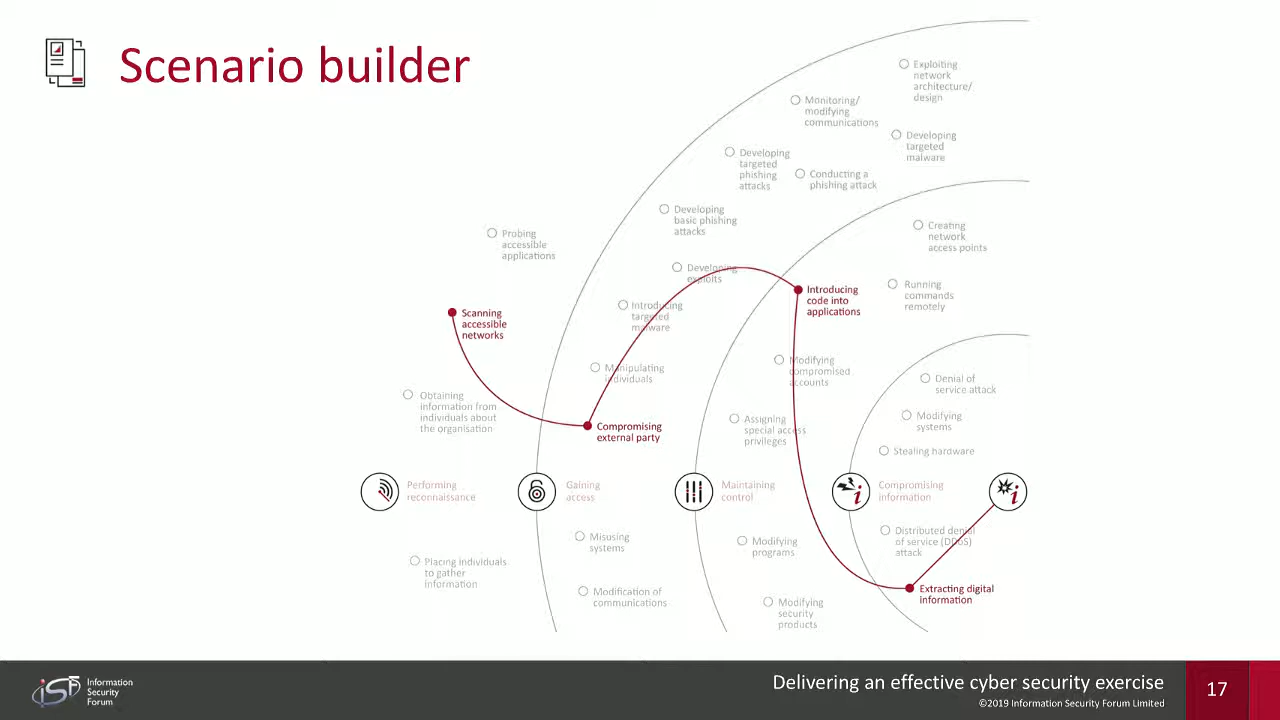 Scenario builder
Exploiting
network
architecture/
design
Monitoring/
modifying
communications
Developing
targeted
malware
Developing
targeted
phishing
attacks
Conducting a
phishing attack
Developing
basic phishing
attacks
Creating
network
access points
Probing
accessible
applications
Developing
exploits
Introducing
code into
applications
Running
commands
remotely
Introducing
targeted
malware
Scanning
accessible
networks
Manipulating
individuals
Modifying
compromised
accounts
Denial of
service attack
Obtaining
information from
individuals about
the organisation
Compromising
external party
Assigning
special access
privileges
Modifying
systems
Stealing hardware
Performing
reconnaissance
Gaining
access
Maintaining
control
Compromising
information
Misusing
systems
Modifying
programs
Distributed denial
of service (DDoS)
attack
Placing individuals
to gather
information
Modification of
communications
Modifying
security
products
Extracting digital
information
iSF
Information
Security
Forum
Delivering an effective cyber security exercise
©2019 Information Security Forum Limited
17